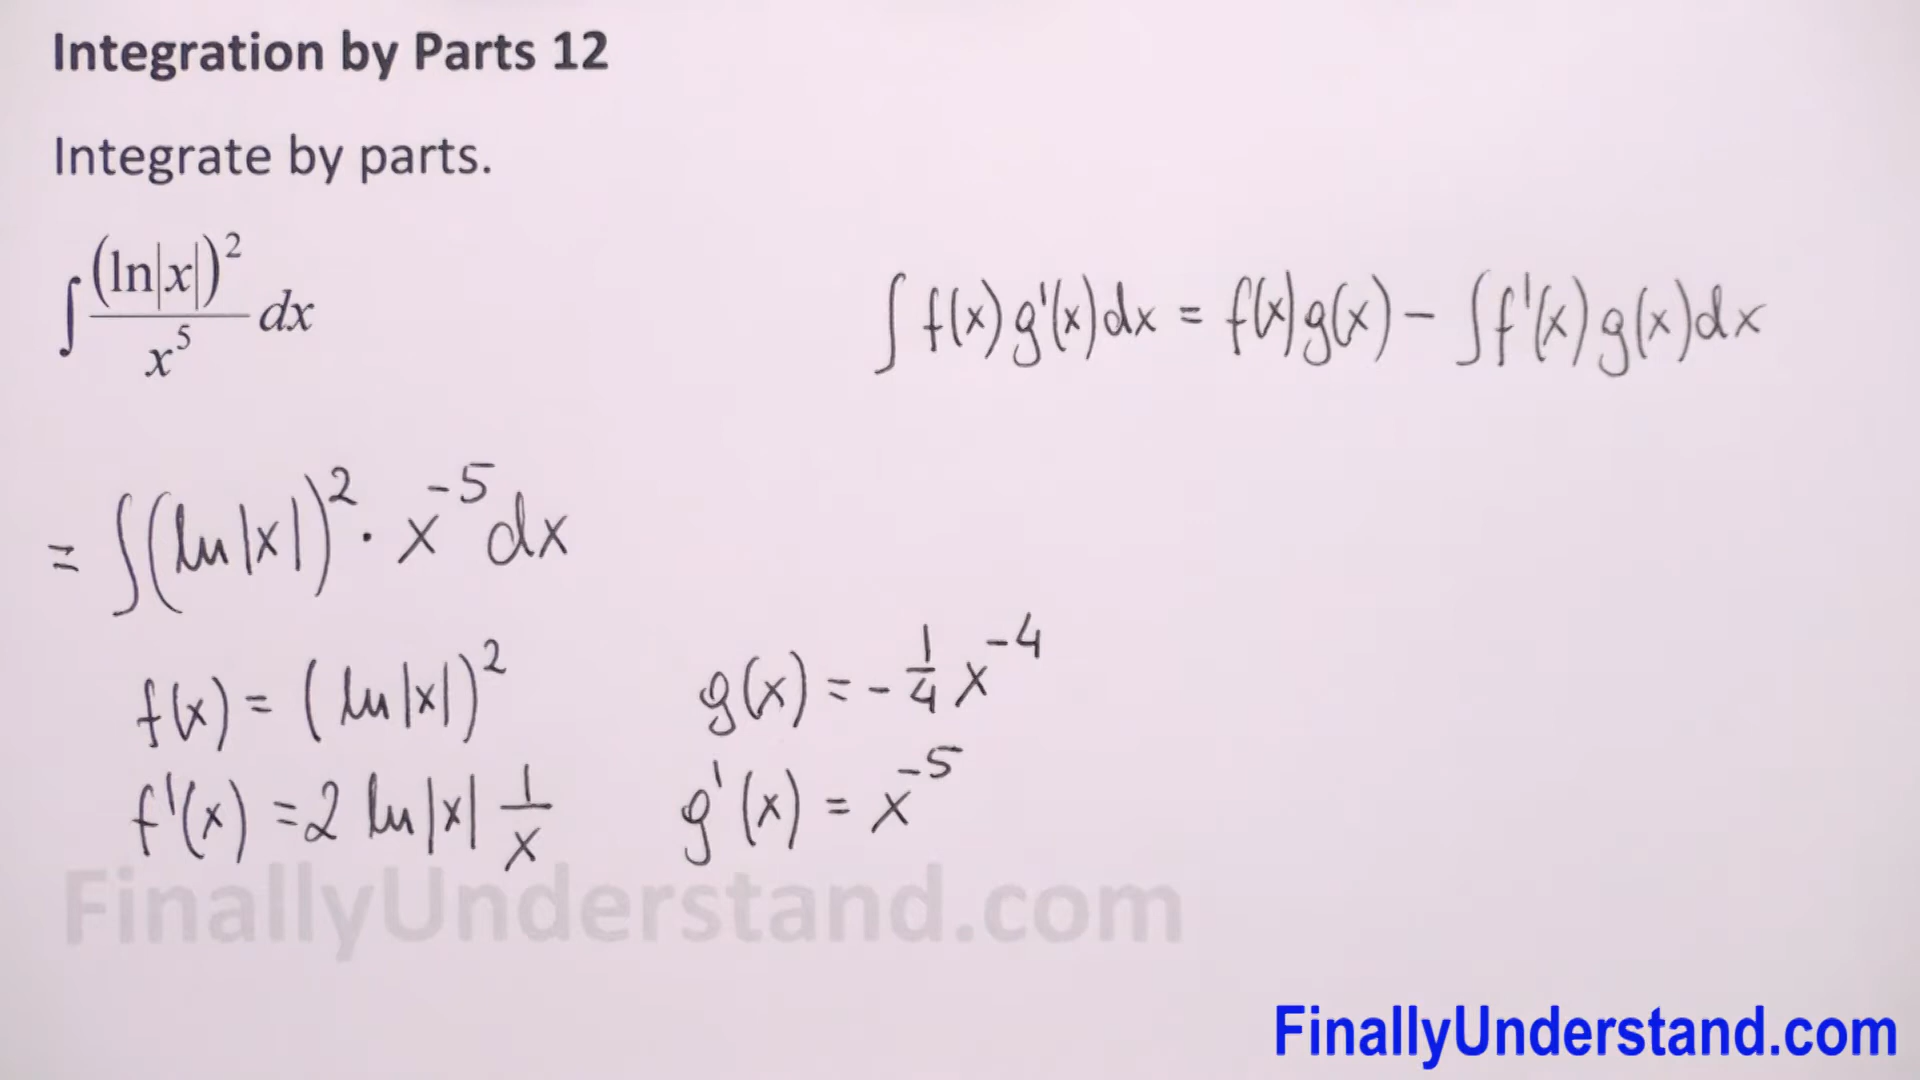 Integration by Parts 12
Integrate by parts.
∫ (ln|x|)² / x⁵ dx
∫ f(x) g'(x) dx = f(x) g(x) − ∫ f'(x) g(x) dx
= ∫ (ln|x|)² · x⁻⁵ dx
f(x) = (ln|x|)²
g(x) = − 1/4 x⁻⁴
f'(x) = 2 ln|x| 1/x
g'(x) = x⁻⁵
FinallyUnderstand.com
FinallyUnderstand.com